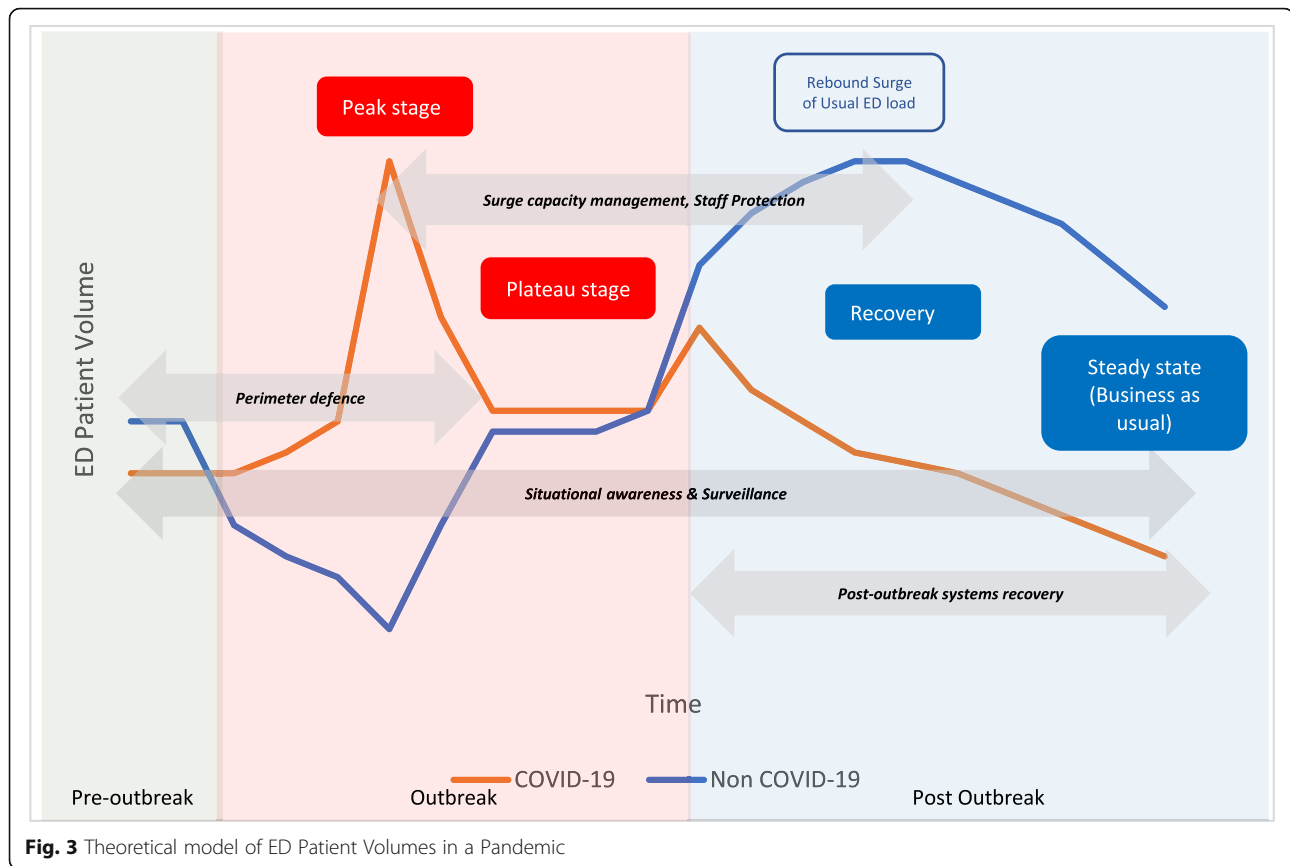 Peak stage
Rebound Surge
of Usual ED load
Surge capacity management, Staff Protection
Plateau stage
Recovery
ED Patient Volume
Perimeter defence
Steady state
(Business as
usual)
Situational awareness & Surveillance
Post-outbreak systems recovery
Time
COVID-19
Non COVID-19
Pre-outbreak
Outbreak
Post Outbreak
Fig. 3 Theoretical model of ED Patient Volumes in a Pandemic